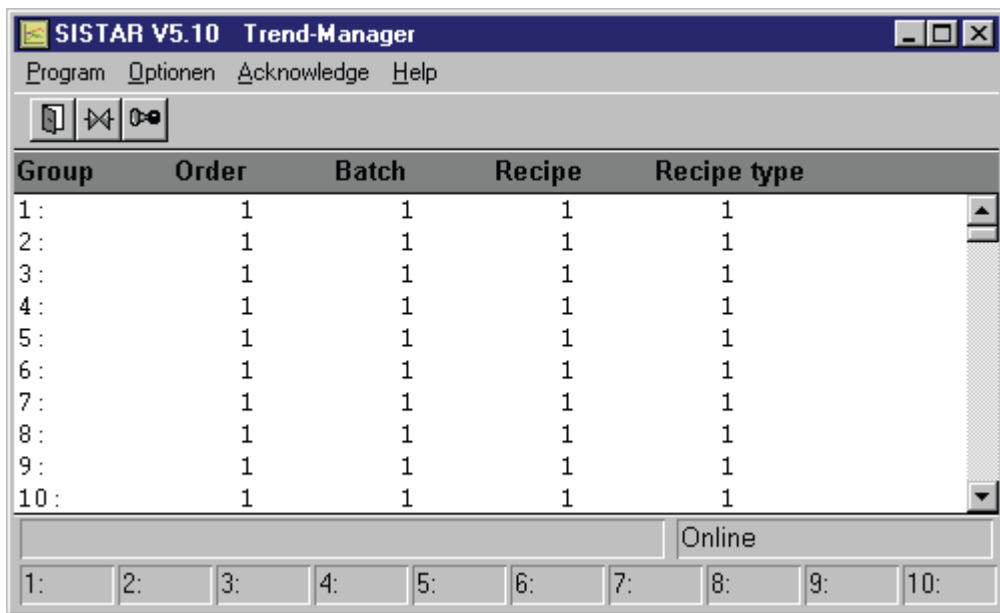 SISTAR V5.10 Trend-Manager
Program Optionen Acknowledge Help
Group Order Batch Recipe Recipe type
1 : 1 1 1 1
2 : 1 1 1 1
3 : 1 1 1 1
4 : 1 1 1 1
5 : 1 1 1 1
6 : 1 1 1 1
7 : 1 1 1 1
8 : 1 1 1 1
9 : 1 1 1 1
10 : 1 1 1 1
Online
1: 2: 3: 4: 5: 6: 7: 8: 9: 10: